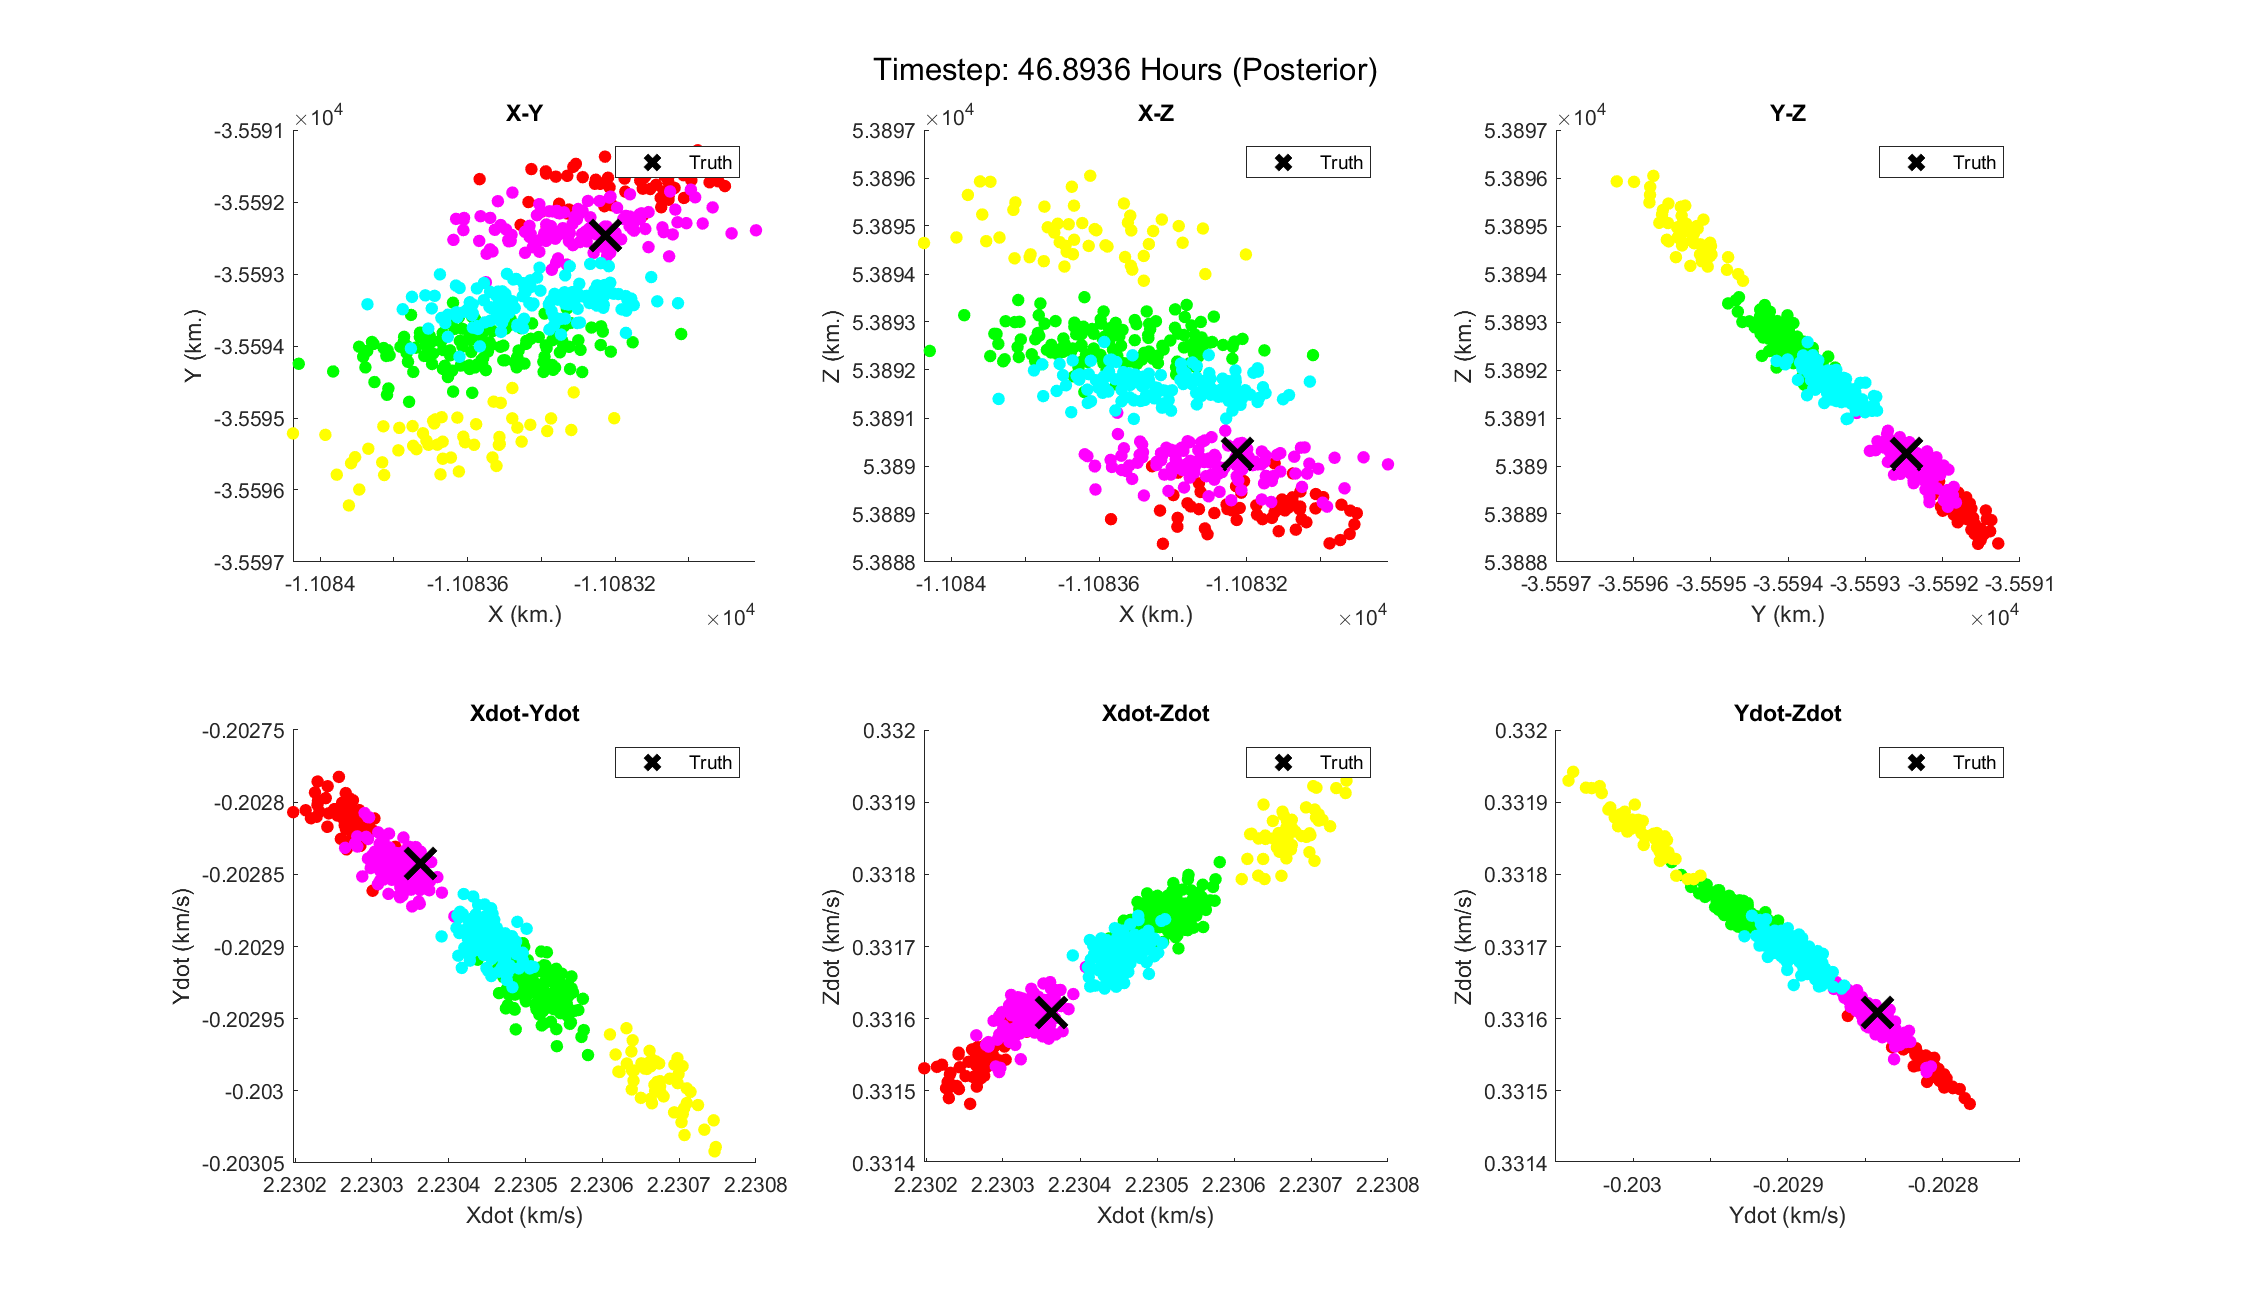 Timestep: 46.8936 Hours (Posterior)
X-Y
×10^4
-3.5591
-3.5592
-3.5593
-3.5594
-3.5595
-3.5596
-3.5597
Y (km.)
Truth
-1.1084 -1.10836 -1.10832
X (km.)
×10^4
X-Z
×10^4
5.3897
5.3896
5.3895
5.3894
5.3893
5.3892
5.3891
5.389
5.3889
5.3888
Z (km.)
Truth
-1.1084 -1.10836 -1.10832
X (km.)
×10^4
Y-Z
×10^4
5.3897
5.3896
5.3895
5.3894
5.3893
5.3892
5.3891
5.389
5.3889
5.3888
Z (km.)
Truth
-3.5597 -3.5596 -3.5595 -3.5594 -3.5593 -3.5592 -3.5591
Y (km.)
×10^4
Xdot-Ydot
-0.20275
-0.2028
-0.20285
-0.2029
-0.20295
-0.203
-0.20305
Ydot (km/s)
Truth
2.2302 2.2303 2.2304 2.2305 2.2306 2.2307 2.2308
Xdot (km/s)
Xdot-Zdot
0.332
0.3319
0.3318
0.3317
0.3316
0.3315
0.3314
Zdot (km/s)
Truth
2.2302 2.2303 2.2304 2.2305 2.2306 2.2307 2.2308
Xdot (km/s)
Ydot-Zdot
0.332
0.3319
0.3318
0.3317
0.3316
0.3315
0.3314
Zdot (km/s)
Truth
-0.203 -0.2029 -0.2028
Ydot (km/s)